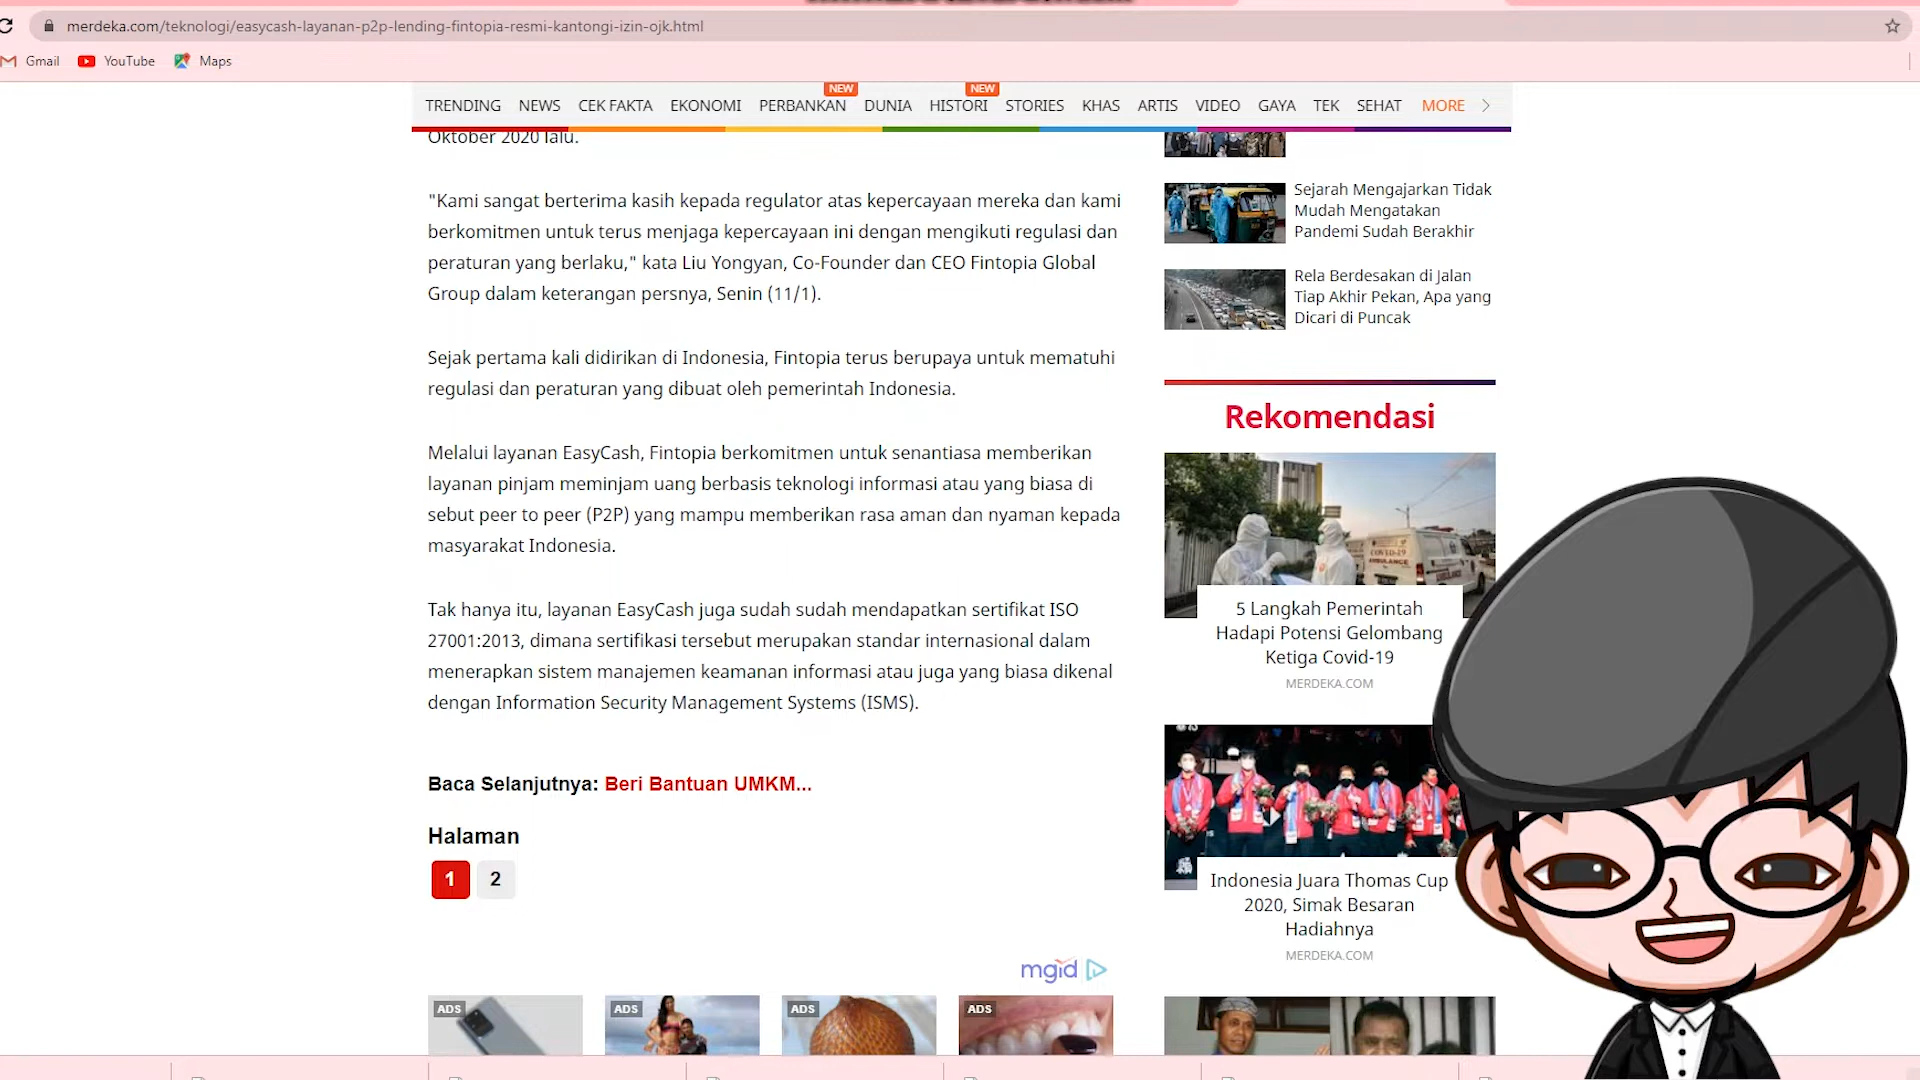 merdeka.com/teknologi/easycash-layanan-p2p-lending-fintopia-resmi-kantongi-izin-ojk.html
Gmail YouTube Maps
NEW NEW
TRENDING NEWS CEK FAKTA EKONOMI PERBANKAN DUNIA HISTORI STORIES KHAS ARTIS VIDEO GAYA TEK SEHAT MORE
Oktober 2020 lalu.
"Kami sangat berterima kasih kepada regulator atas kepercayaan mereka dan kami
berkomitmen untuk terus menjaga kepercayaan ini dengan mengikuti regulasi dan
peraturan yang berlaku," kata Liu Yongyan, Co-Founder dan CEO Fintopia Global
Group dalam keterangan persnya, Senin (11/1).
Sejak pertama kali didirikan di Indonesia, Fintopia terus berupaya untuk mematuhi
regulasi dan peraturan yang dibuat oleh pemerintah Indonesia.
Melalui layanan EasyCash, Fintopia berkomitmen untuk senantiasa memberikan
layanan pinjam meminjam uang berbasis teknologi informasi atau yang biasa di
sebut peer to peer (P2P) yang mampu memberikan rasa aman dan nyaman kepada
masyarakat Indonesia.
Tak hanya itu, layanan EasyCash juga sudah sudah mendapatkan sertifikat ISO
27001:2013, dimana sertifikasi tersebut merupakan standar internasional dalam
menerapkan sistem manajemen keamanan informasi atau juga yang biasa dikenal
dengan Information Security Management Systems (ISMS).
Baca Selanjutnya: Beri Bantuan UMKM...
Halaman
1 2
mgid
ADS ADS ADS ADS
Sejarah Mengajarkan Tidak
Mudah Mengatakan
Pandemi Sudah Berakhir
Rela Berdesakan di Jalan
Tiap Akhir Pekan, Apa yang
Dicari di Puncak
Rekomendasi
COVID-19
AMBULANCE
5 Langkah Pemerintah
Hadapi Potensi Gelombang
Ketiga Covid-19
MERDEKA.COM
Indonesia Juara Thomas Cup
2020, Simak Besaran
Hadiahnya
MERDEKA.COM